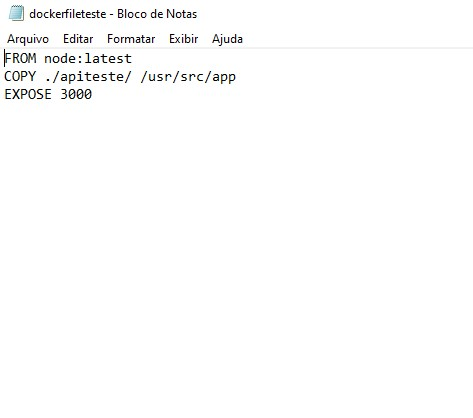 dockerfileteste - Bloco de Notas
Arquivo Editar Formatar Exibir Ajuda
FROM node:latest
COPY ./apiteste/ /usr/src/app
EXPOSE 3000